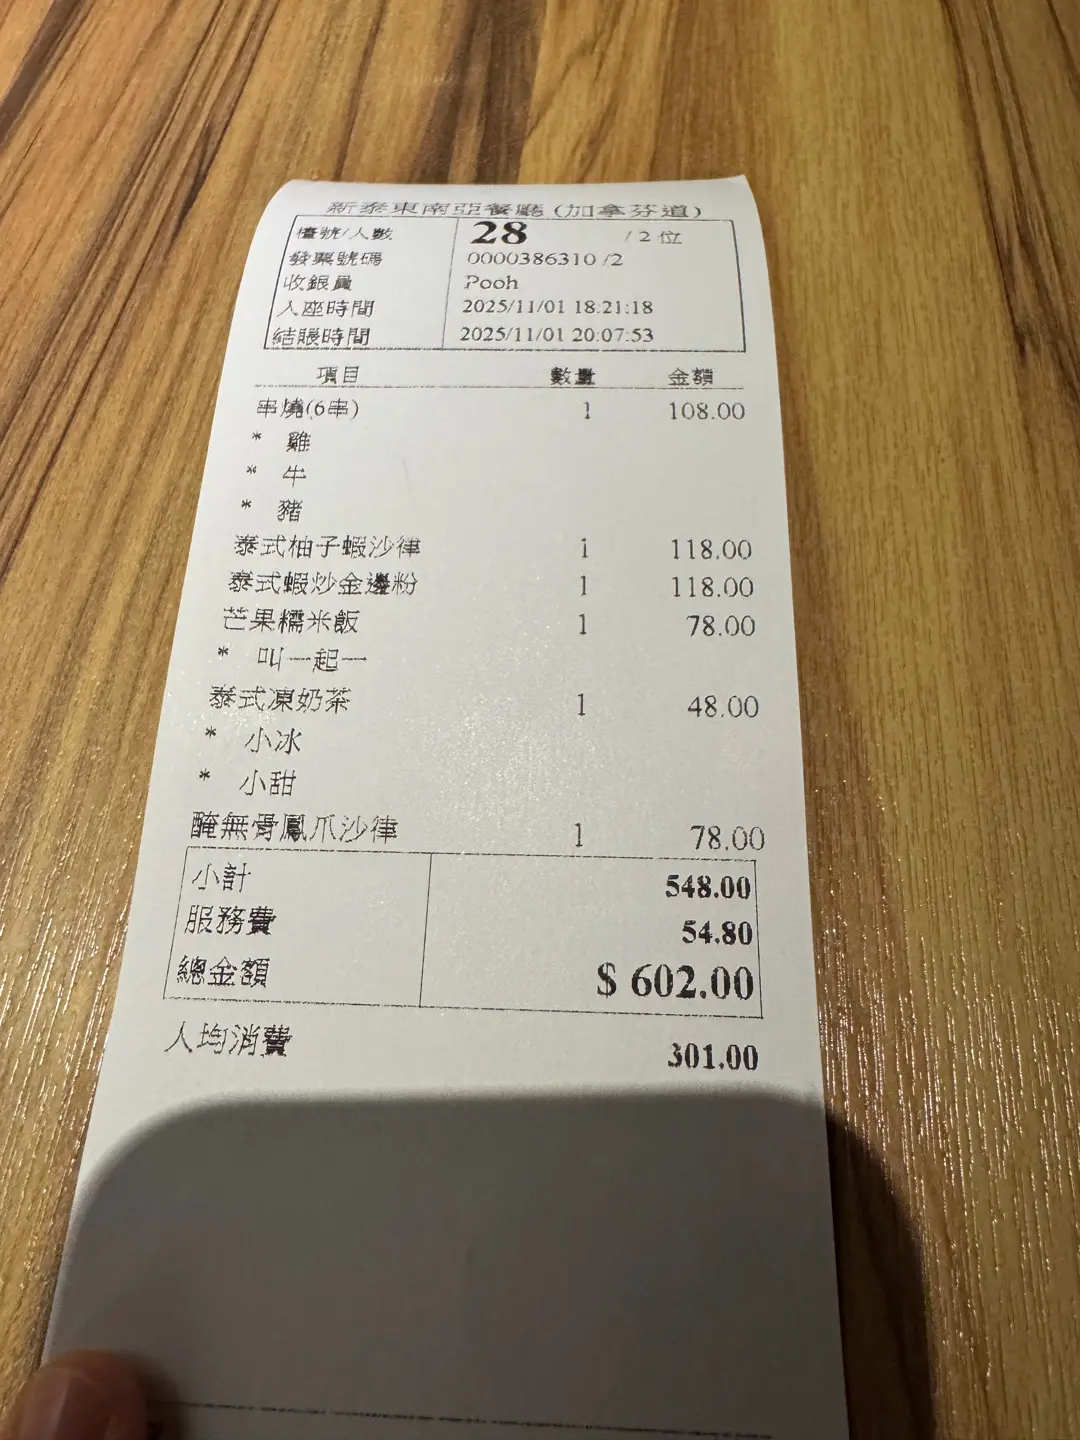 新泰東南亞餐廳 (加拿芬道)
檯號/人數 28 / 2 位
發票號碼 0000386310 /2
收銀員 Pooh
入座時間 2025/11/01 18:21:18
結賬時間 2025/11/01 20:07:53
項目 數量 金額
串燒(6串) 1 108.00
* 雞
* 牛
* 豬
泰式柚子蝦沙律 1 118.00
泰式蝦炒金邊粉 1 118.00
芒果糯米飯 1 78.00
* 叫一起一
泰式凍奶茶 1 48.00
* 小冰
* 小甜
醃無骨鳳爪沙律 1 78.00
小計 548.00
服務費 54.80
總金額 $ 602.00
人均消費 301.00